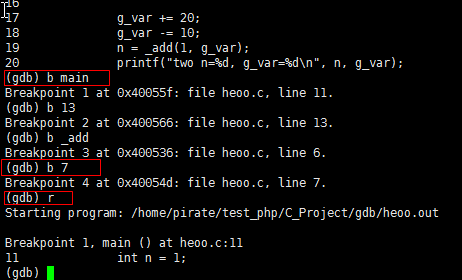 16
17 g_var += 20;
18 g_var -= 10;
19 n = _add(1, g_var);
20 printf("two n=%d, g_var=%d\n", n, g_var);
(gdb) b main
Breakpoint 1 at 0x40055f: file heoo.c, line 11.
(gdb) b 13
Breakpoint 2 at 0x400566: file heoo.c, line 13.
(gdb) b _add
Breakpoint 3 at 0x400536: file heoo.c, line 6.
(gdb) b 7
Breakpoint 4 at 0x40054d: file heoo.c, line 7.
(gdb) r
Starting program: /home/pirate/test_php/C_Project/gdb/heoo.out
Breakpoint 1, main () at heoo.c:11
11 int n = 1;
(gdb)